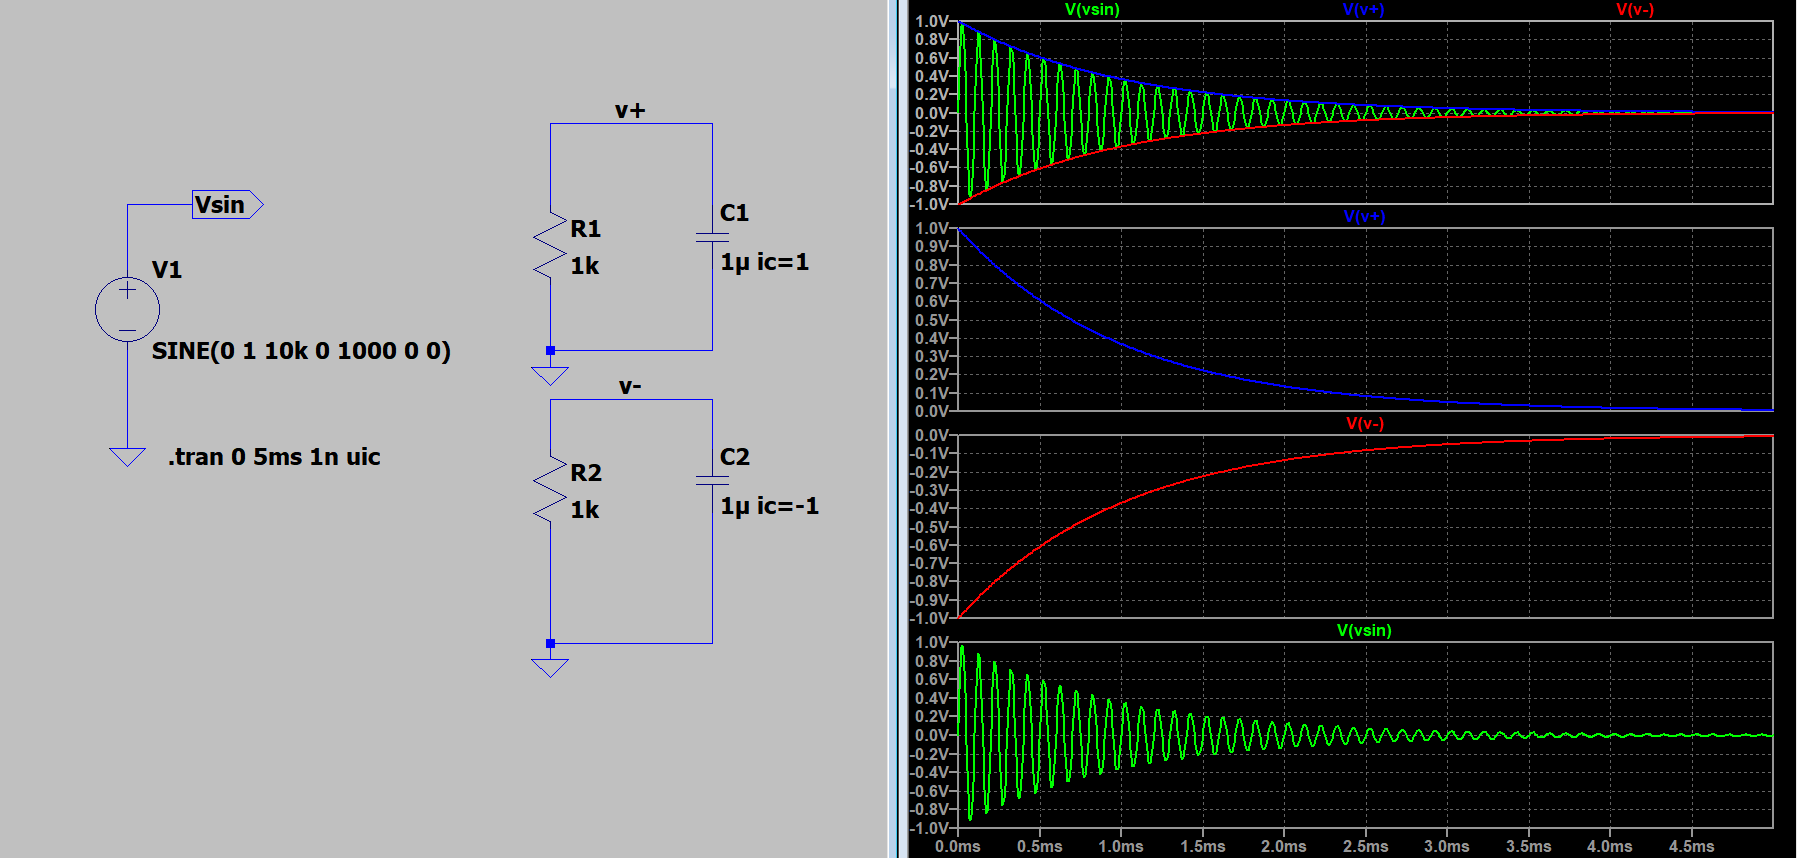 Vsin
V1
SINE(0 1 10k 0 1000 0 0)
.tran 0 5ms 1n uic
v+
R1
1k
C1
1µ ic=1
v-
R2
1k
C2
1µ ic=-1
V(vsin) V(v+) V(v-)
1.0V
0.8V
0.6V
0.4V
0.2V
0.0V
-0.2V
-0.4V
-0.6V
-0.8V
-1.0V
V(v+)
1.0V
0.9V
0.8V
0.7V
0.6V
0.5V
0.4V
0.3V
0.2V
0.1V
0.0V
V(v-)
0.0V
-0.1V
-0.2V
-0.3V
-0.4V
-0.5V
-0.6V
-0.7V
-0.8V
-0.9V
-1.0V
V(vsin)
1.0V
0.8V
0.6V
0.4V
0.2V
0.0V
-0.2V
-0.4V
-0.6V
-0.8V
-1.0V
0.0ms 0.5ms 1.0ms 1.5ms 2.0ms 2.5ms 3.0ms 3.5ms 4.0ms 4.5ms